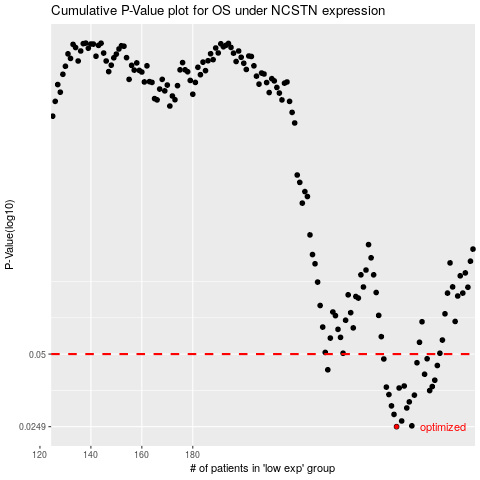 Cumulative P-Value plot for OS under NCSTN expression
P-Value(log10)
0.05
0.0249
optimized
120 140 160 180
# of patients in 'low exp' group